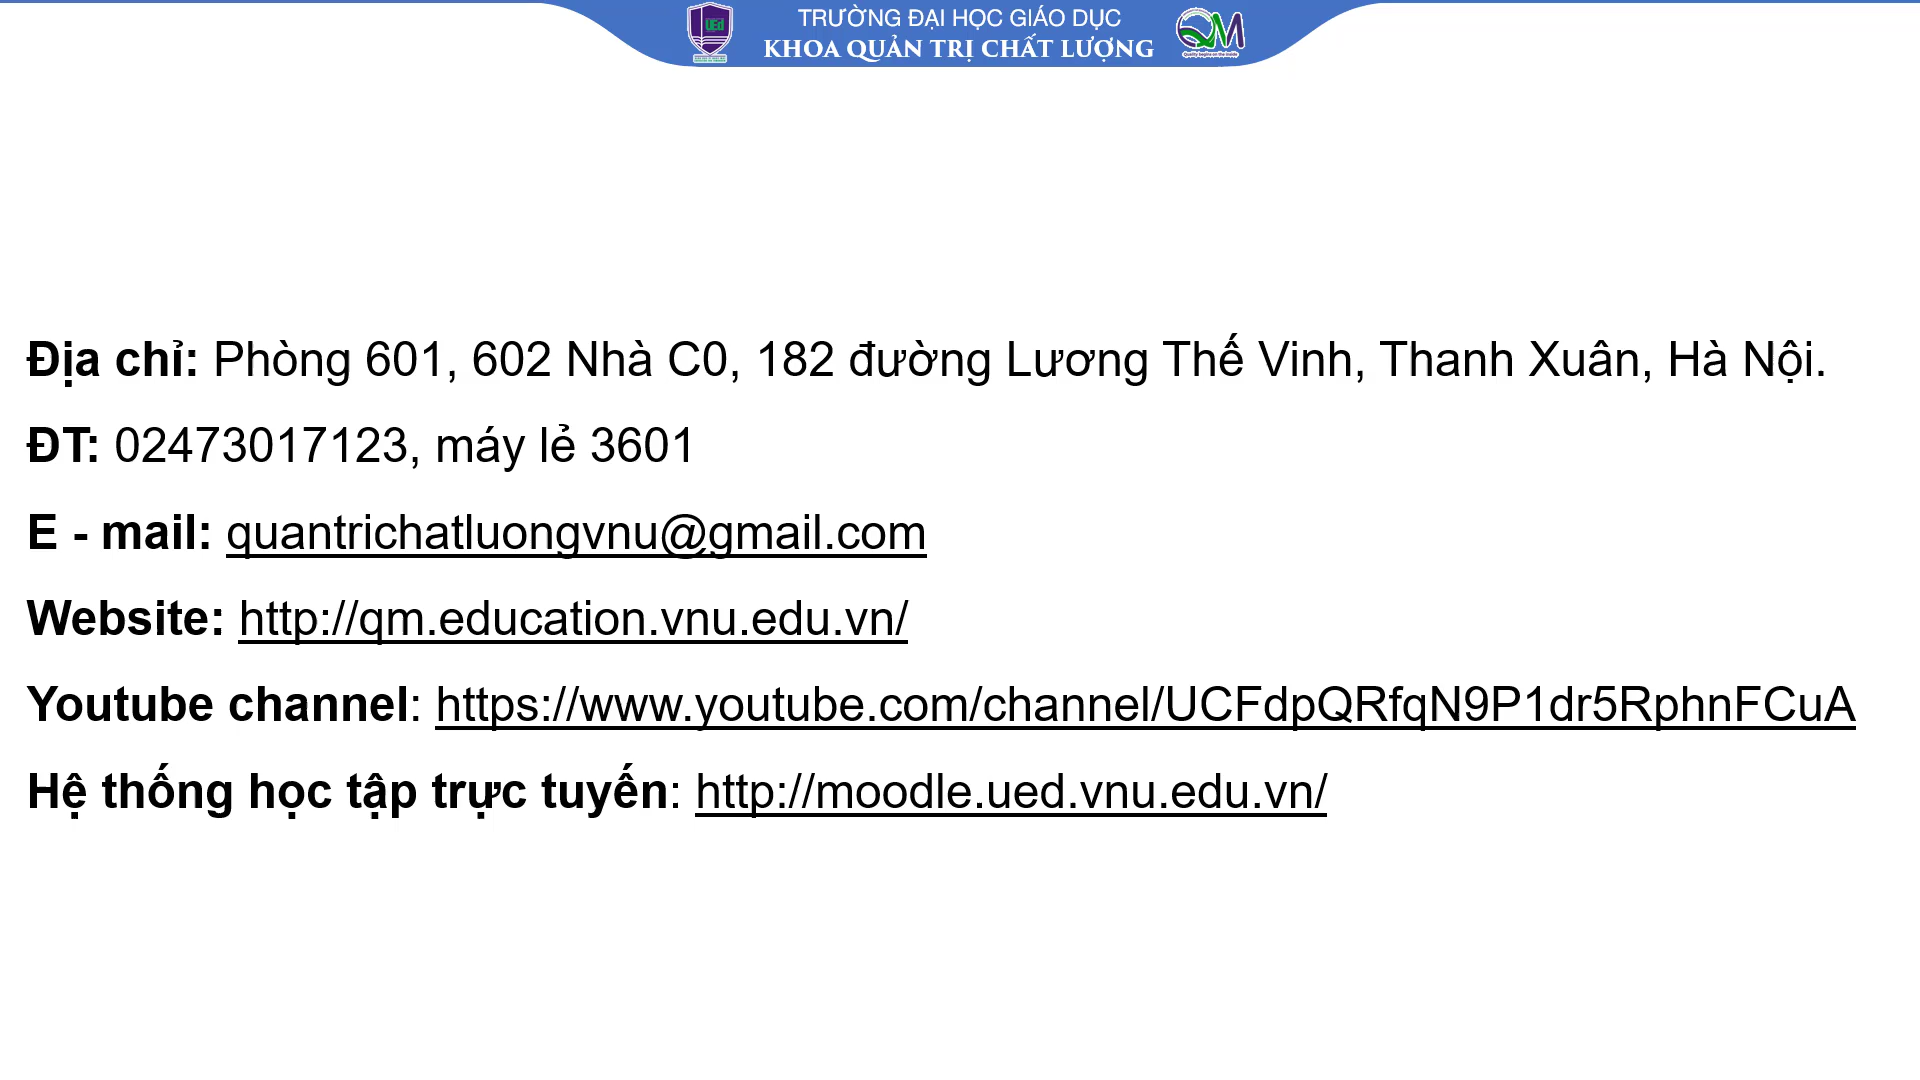 TRƯỜNG ĐẠI HỌC GIÁO DỤC
KHOA QUẢN TRỊ CHẤT LƯỢNG
UEd
QM
Địa chỉ: Phòng 601, 602 Nhà C0, 182 đường Lương Thế Vinh, Thanh Xuân, Hà Nội.
ĐT: 02473017123, máy lẻ 3601
E - mail: quantrichatluongvnu@gmail.com
Website: http://qm.education.vnu.edu.vn/
Youtube channel: https://www.youtube.com/channel/UCFdpQRfqN9P1dr5RphnFCuA
Hệ thống học tập trực tuyến: http://moodle.ued.vnu.edu.vn/